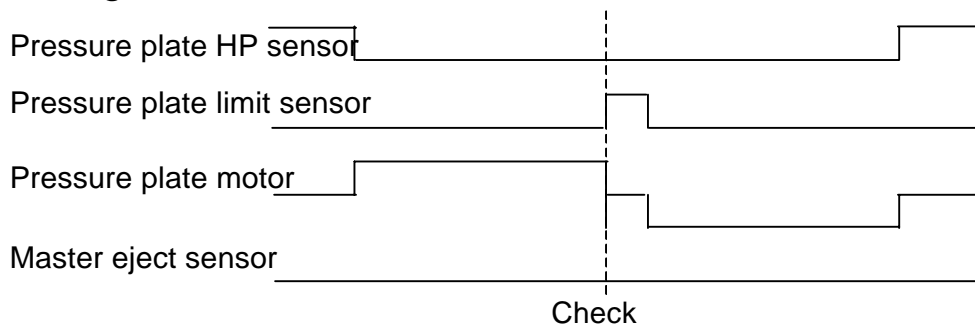 Pressure plate HP sensor
Pressure plate limit sensor
Pressure plate motor
Master eject sensor
Check